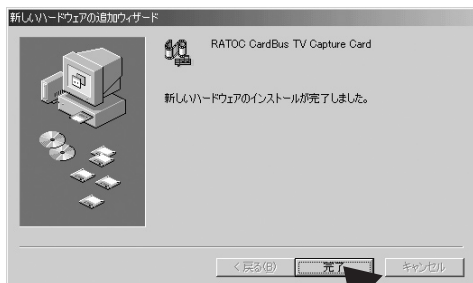 新しいハードウェアの追加ウィザード
RATOC CardBus TV Capture Card
新しいハードウェアのインストールが完了しました。
< 戻る(B)
完了
キャンセル